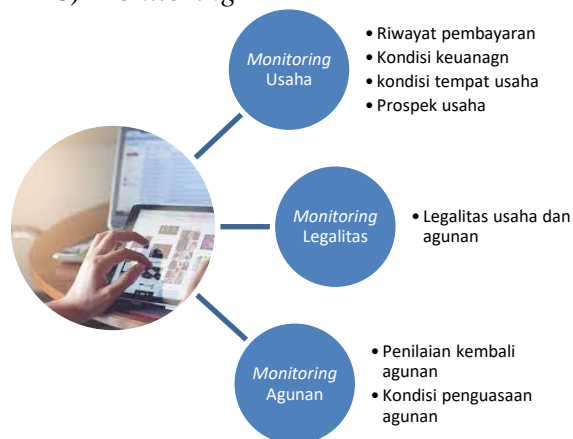 Monitoring
Usaha
• Riwayat pembayaran
• Kondisi keuanagn
• kondisi tempat usaha
• Prospek usaha
Monitoring
Legalitas
• Legalitas usaha dan
agunan
Monitoring
Agunan
• Penilaian kembali
agunan
• Kondisi penguasaan
agunan